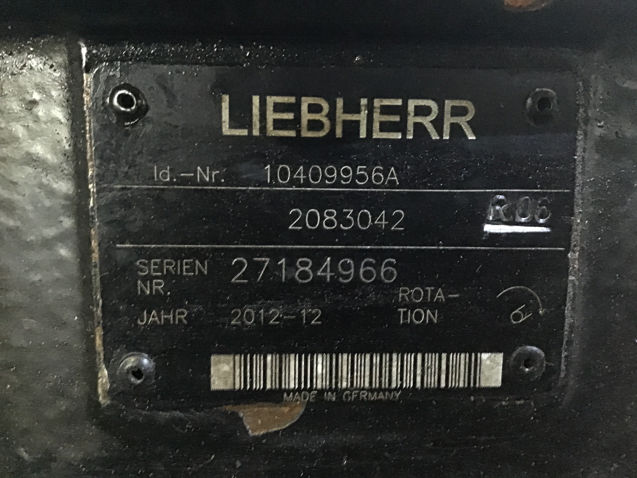 LIEBHERR
Id.-Nr. 10409956A
2083042 R06
SERIEN NR. 27184966
JAHR 2012-12 ROTA-TION
MADE IN GERMANY